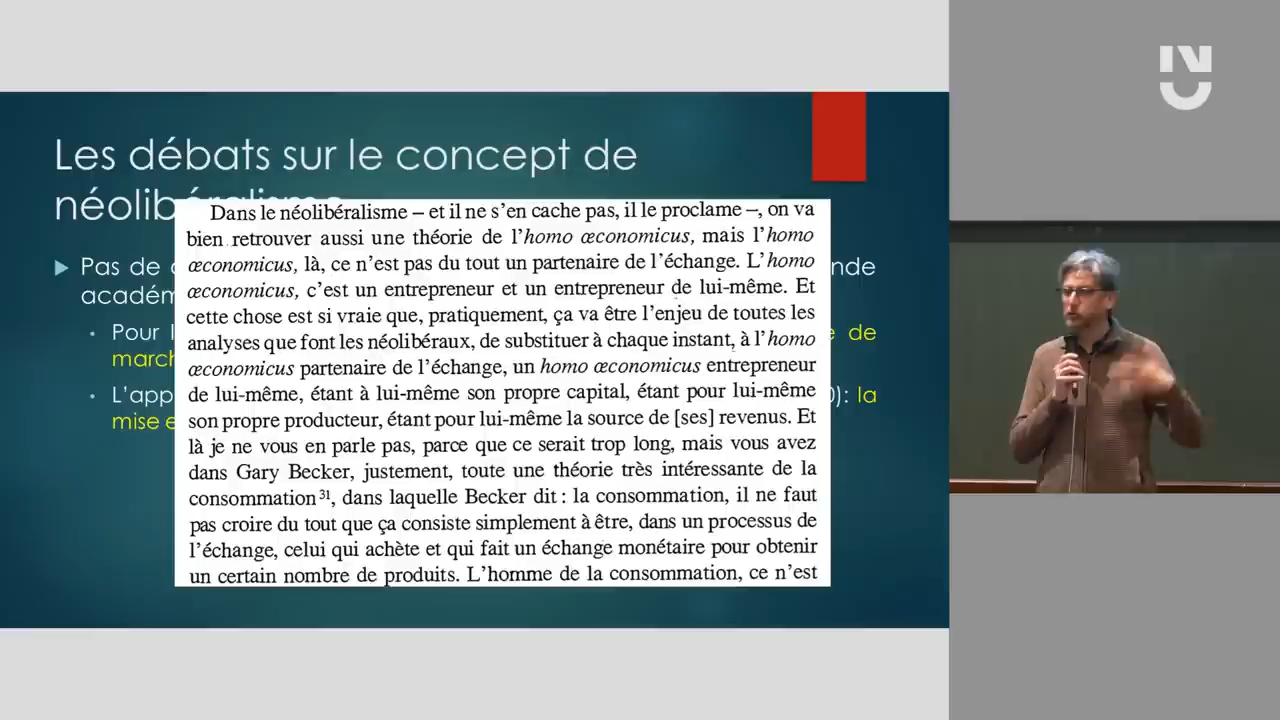 Les débats sur le concept de
néolibéralisme
Pas de
nde
académ
Pour l
e de
march
L'app
0): la
mise e
Dans le néolibéralisme – et il ne s'en cache pas, il le proclame –, on va
bien retrouver aussi une théorie de l'homo œconomicus, mais l'homo
œconomicus, là, ce n'est pas du tout un partenaire de l'échange. L'homo
œconomicus, c'est un entrepreneur et un entrepreneur de lui-même. Et
cette chose est si vraie que, pratiquement, ça va être l'enjeu de toutes les
analyses que font les néolibéraux, de substituer à chaque instant, à l'homo
œconomicus partenaire de l'échange, un homo œconomicus entrepreneur
de lui-même, étant à lui-même son propre capital, étant pour lui-même
son propre producteur, étant pour lui-même la source de [ses] revenus. Et
là je ne vous en parle pas, parce que ce serait trop long, mais vous avez
dans Gary Becker, justement, toute une théorie très intéressante de la
consommation³¹, dans laquelle Becker dit : la consommation, il ne faut
pas croire du tout que ça consiste simplement à être, dans un processus de
l'échange, celui qui achète et qui fait un échange monétaire pour obtenir
un certain nombre de produits. L'homme de la consommation, ce n'est